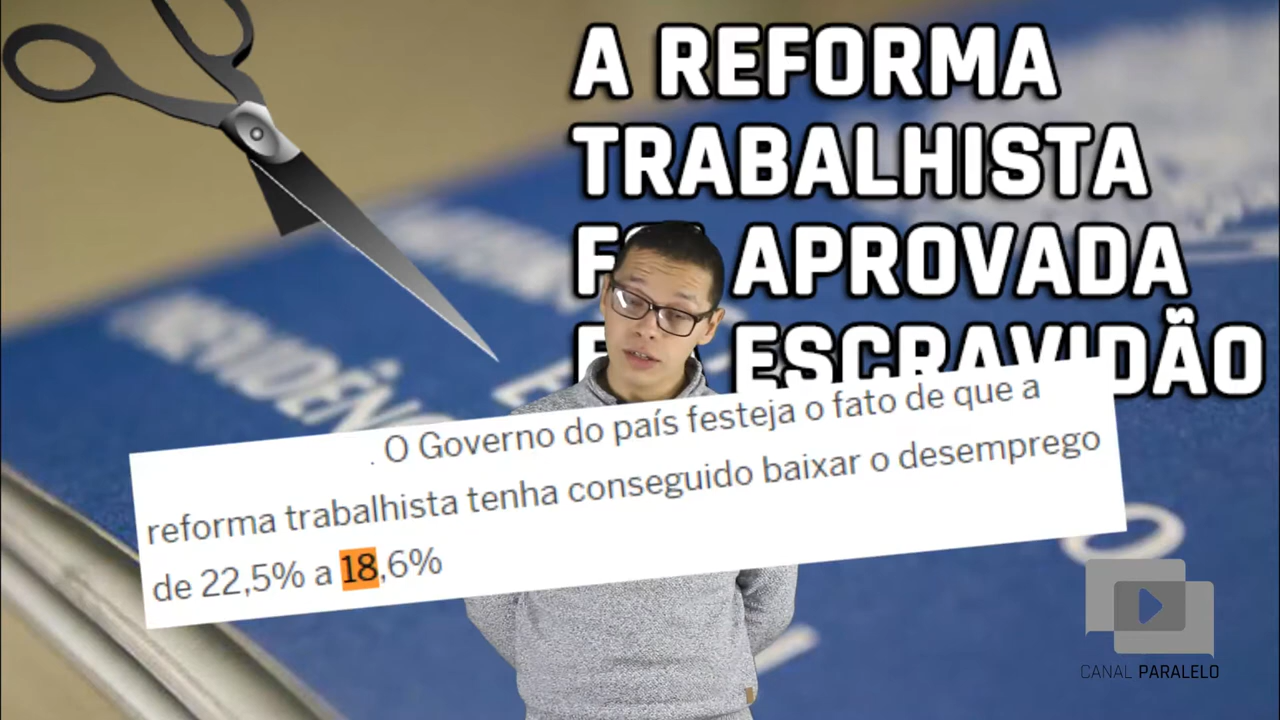 A REFORMA
TRABALHISTA
APROVADA
ESCRAVIDÃO
. O Governo do país festeja o fato de que a
reforma trabalhista tenha conseguido baixar o desemprego
de 22,5% a 18,6%
CANAL PARALELO